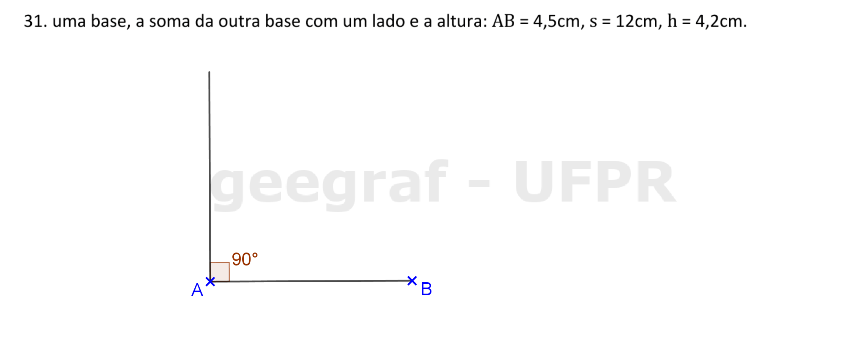 31. uma base, a soma da outra base com um lado e a altura: AB = 4,5cm, s = 12cm, h = 4,2cm.
geegraf - UFPR
90°
A
B